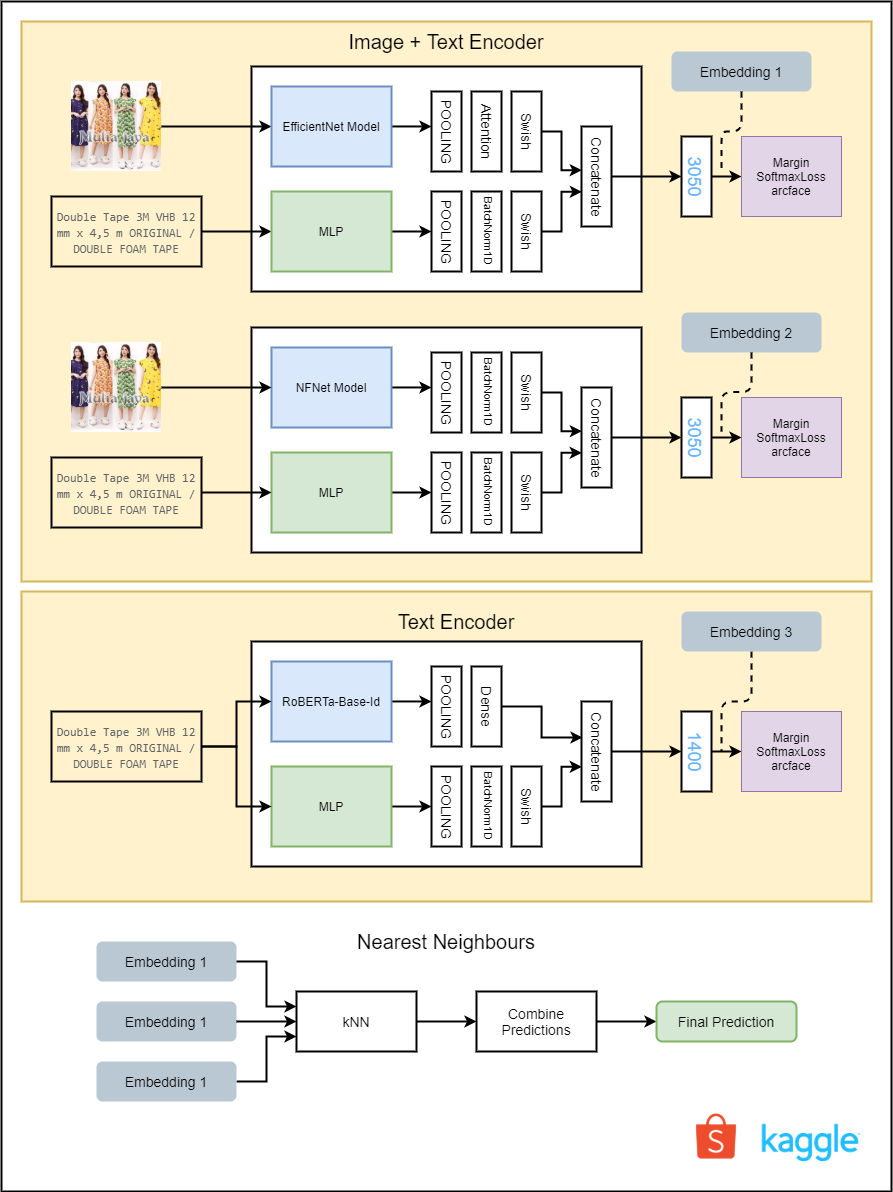 Image + Text Encoder
Embedding 1
EfficientNet Model
POOLING
Attention
Swish
Concatenate
3050
Margin
SoftmaxLoss
arcface
Mulia Jaya
Double Tape 3M VHB 12
mm x 4,5 m ORIGINAL /
DOUBLE FOAM TAPE
MLP
POOLING
BatchNorm1D
Swish
Embedding 2
NFNet Model
POOLING
BatchNorm1D
Swish
Concatenate
3050
Margin
SoftmaxLoss
arcface
Mulia Jaya
Double Tape 3M VHB 12
mm x 4,5 m ORIGINAL /
DOUBLE FOAM TAPE
MLP
POOLING
BatchNorm1D
Swish
Text Encoder
Embedding 3
RoBERTa-Base-Id
POOLING
Dense
Concatenate
1400
Margin
SoftmaxLoss
arcface
Double Tape 3M VHB 12
mm x 4,5 m ORIGINAL /
DOUBLE FOAM TAPE
MLP
POOLING
BatchNorm1D
Swish
Nearest Neighbours
Embedding 1
Embedding 1
Embedding 1
kNN
Combine
Predictions
Final Prediction
S
kaggle